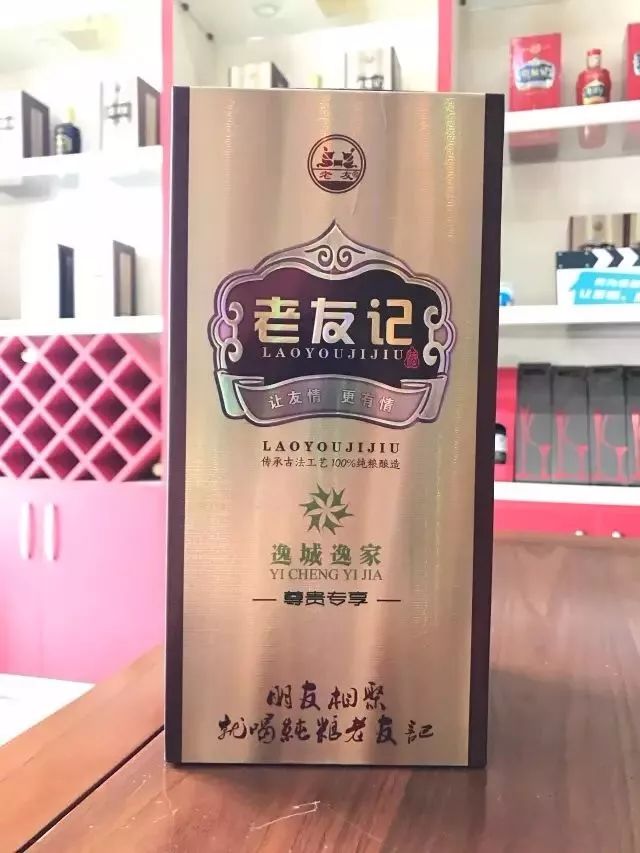 老友
老友记
LAOYOUJIJIU
让友情 更有情
LAOYOUJIJIU
传承古法工艺100%纯粮酿造
逸城逸家
YI CHENG YI JIA
尊贵专享
朋友相聚
就喝純粮老友記